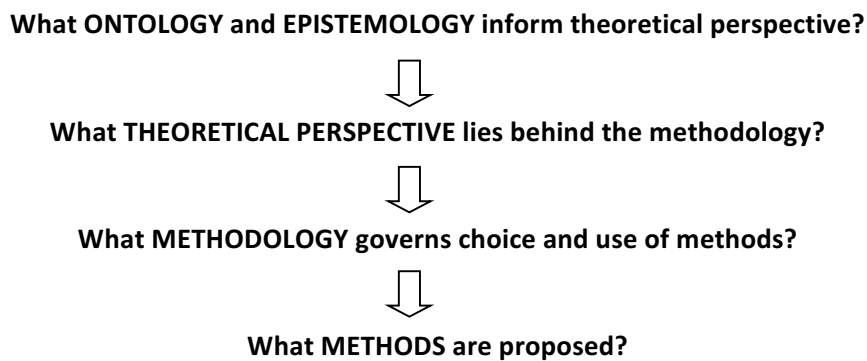 What ONTOLOGY and EPISTEMOLOGY inform theoretical perspective?
What THEORETICAL PERSPECTIVE lies behind the methodology?
What METHODOLOGY governs choice and use of methods?
What METHODS are proposed?